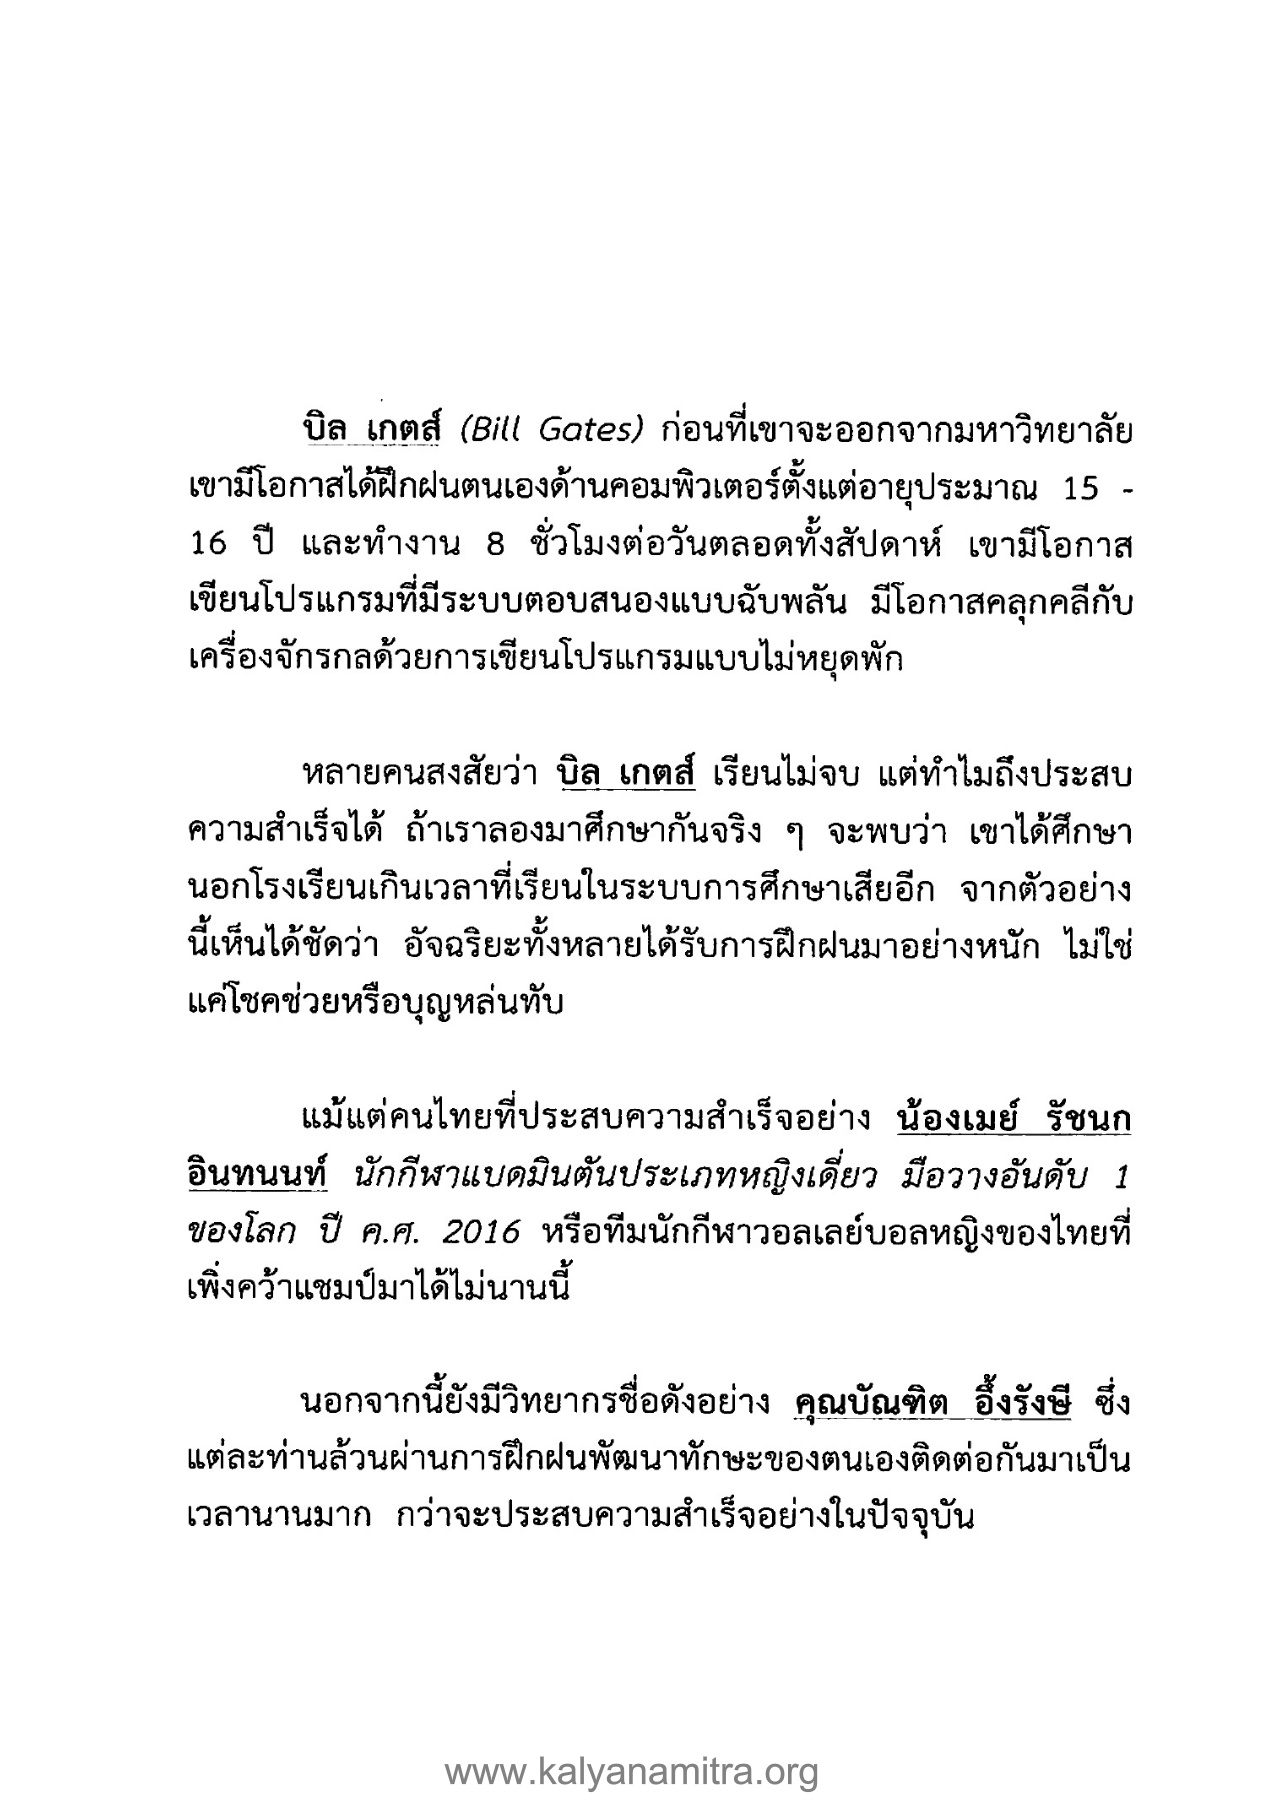 บิล เกตส์ (Bill Gates) ก่อนที่เขาจะออกจากมหาวิทยาลัย
เขามีโอกาสได้ฝึกฝนตนเองด้านคอมพิวเตอร์ตั้งแต่อายุประมาณ 15 -
16 ปี และทำงาน 8 ชั่วโมงต่อวันตลอดทั้งสัปดาห์ เขามีโอกาส
เขียนโปรแกรมที่มีระบบตอบสนองแบบฉับพลัน มีโอกาสคลุกคลีกับ
เครื่องจักรกลด้วยการเขียนโปรแกรมแบบไม่หยุดพัก
หลายคนสงสัยว่า บิล เกตส์ เรียนไม่จบ แต่ทำไมถึงประสบ
ความสำเร็จได้ ถ้าเราลองมาศึกษากันจริง ๆ จะพบว่า เขาได้ศึกษา
นอกโรงเรียนเกินเวลาที่เรียนในระบบการศึกษาเสียอีก จากตัวอย่าง
นี้เห็นได้ชัดว่า อัจฉริยะทั้งหลายได้รับการฝึกฝนมาอย่างหนัก ไม่ใช่
แค่โชคช่วยหรือบุญหล่นทับ
แม้แต่คนไทยที่ประสบความสำเร็จอย่าง น้องเมย์ รัชนก
อินทนนท์ นักกีฬาแบดมินตันประเภทหญิงเดี่ยว มือวางอันดับ 1
ของโลก ปี ค.ศ. 2016 หรือทีมนักกีฬาวอลเลย์บอลหญิงของไทยที่
เพิ่งคว้าแชมป์มาได้ไม่นานนี้
นอกจากนี้ยังมีวิทยากรชื่อดังอย่าง คุณบัณฑิต อึ้งรังษี ซึ่ง
แต่ละท่านล้วนผ่านการฝึกฝนพัฒนาทักษะของตนเองติดต่อกันมาเป็น
เวลานานมาก กว่าจะประสบความสำเร็จอย่างในปัจจุบัน
www.kalyanamitra.org